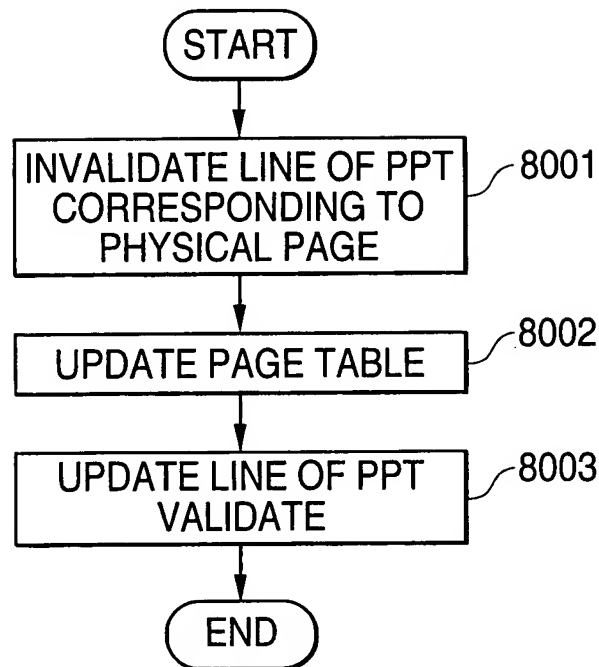 START
INVALIDATE LINE OF PPT
CORRESPONDING TO
PHYSICAL PAGE
8001
UPDATE PAGE TABLE
8002
UPDATE LINE OF PPT
VALIDATE
8003
END